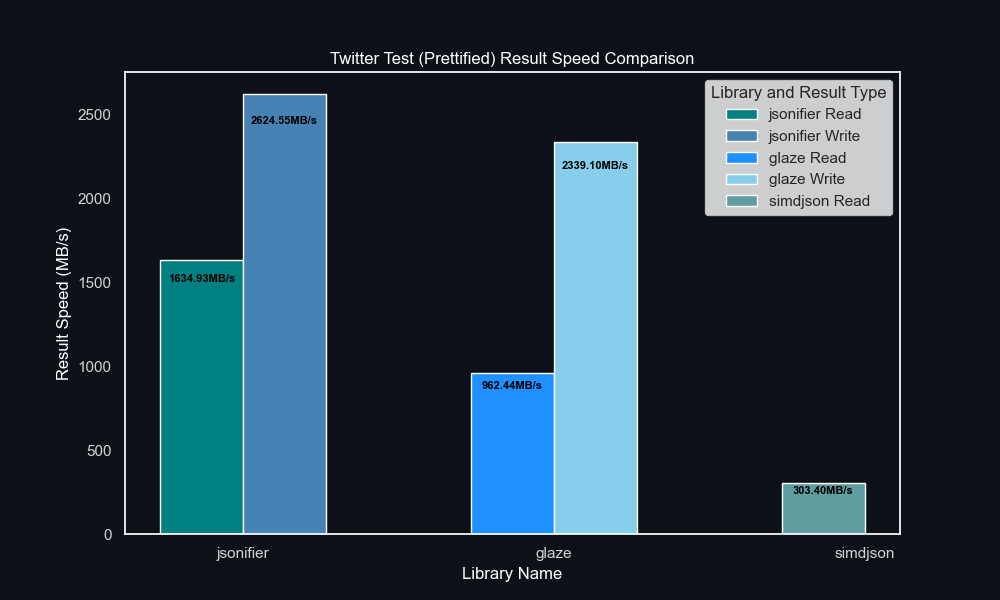 Twitter Test (Prettified) Result Speed Comparison
Library and Result Type
jsonifier Read
jsonifier Write
glaze Read
glaze Write
simdjson Read
Result Speed (MB/s)
2500
2000
1500
1000
500
0
1634.93MB/s
2624.55MB/s
962.44MB/s
2339.10MB/s
303.40MB/s
jsonifier
glaze
simdjson
Library Name